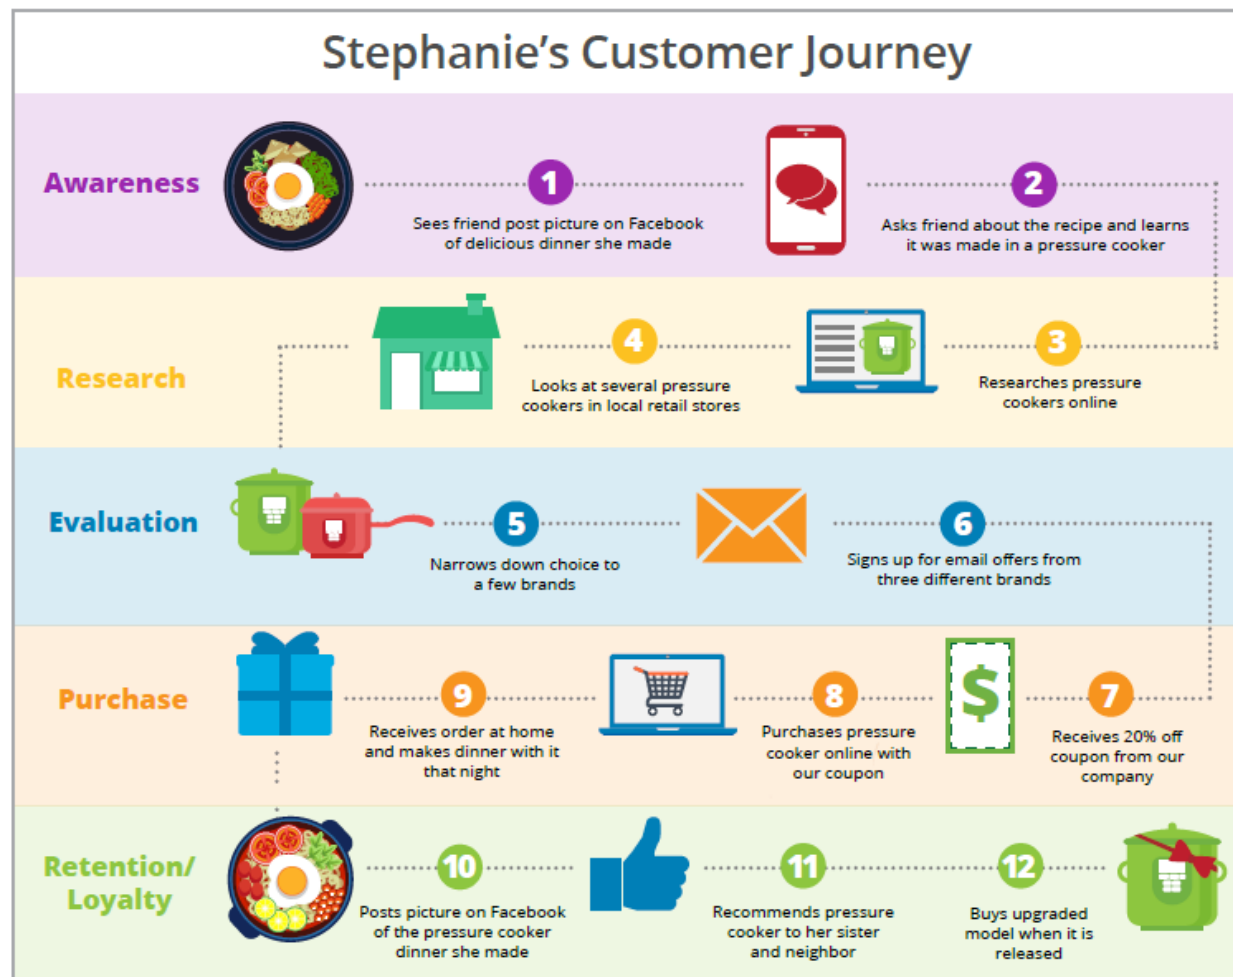 Stephanie's Customer Journey
Awareness
1
Sees friend post picture on Facebook
of delicious dinner she made
2
Asks friend about the recipe and learns
it was made in a pressure cooker
Research
4
Looks at several pressure
cookers in local retail stores
3
Researches pressure
cookers online
Evaluation
5
Narrows down choice to
a few brands
6
Signs up for email offers from
three different brands
Purchase
9
Receives order at home
and makes dinner with it
that night
8
Purchases pressure
cooker online with
our coupon
$
7
Receives 20% off
coupon from our
company
Retention/
Loyalty
10
Posts picture on Facebook
of the pressure cooker
dinner she made
11
Recommends pressure
cooker to her sister
and neighbor
12
Buys upgraded
model when it is
released